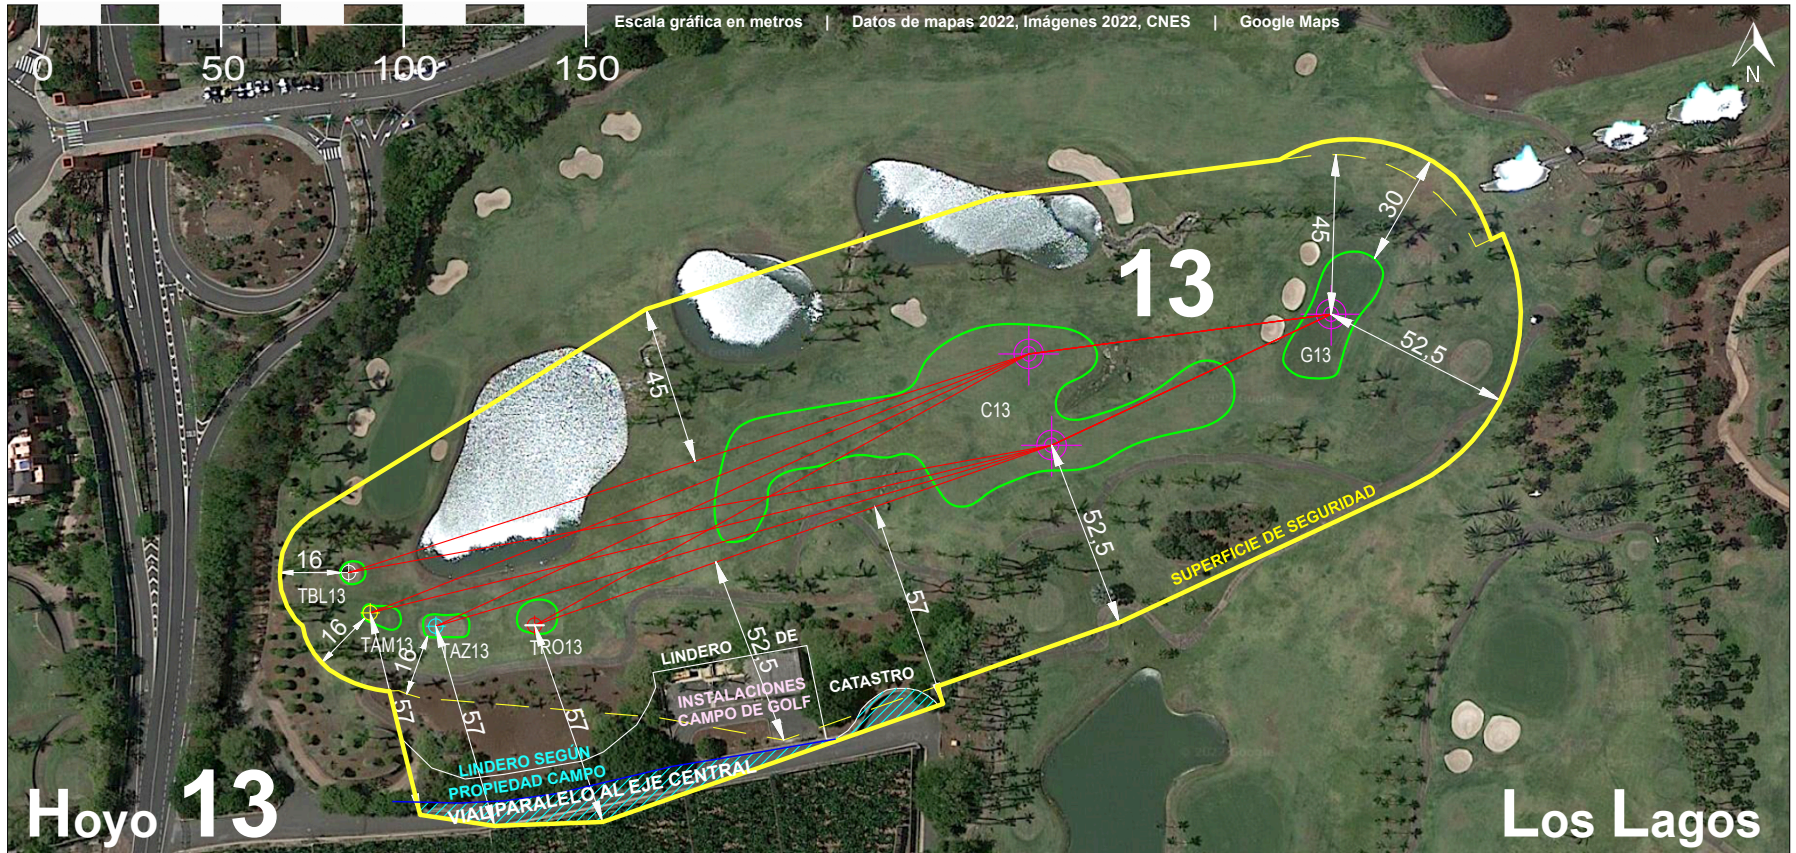 Escala gráfica en metros | Datos de mapas 2022, Imágenes 2022, CNES | Google Maps
0 50 100 150
N
13
45
30
45
52,5
G13
C13
52,5
SUPERFICIE DE SEGURIDAD
16
TBL13
16
TAM13
16
TAZ13
TRO13
57
57
57
52,5
57
LINDERO DE CATASTRO
INSTALACIONES
CAMPO DE GOLF
LINDERO SEGÚN
PROPIEDAD CAMPO
VIAL PARALELO AL EJE CENTRAL
Hoyo 13
Los Lagos